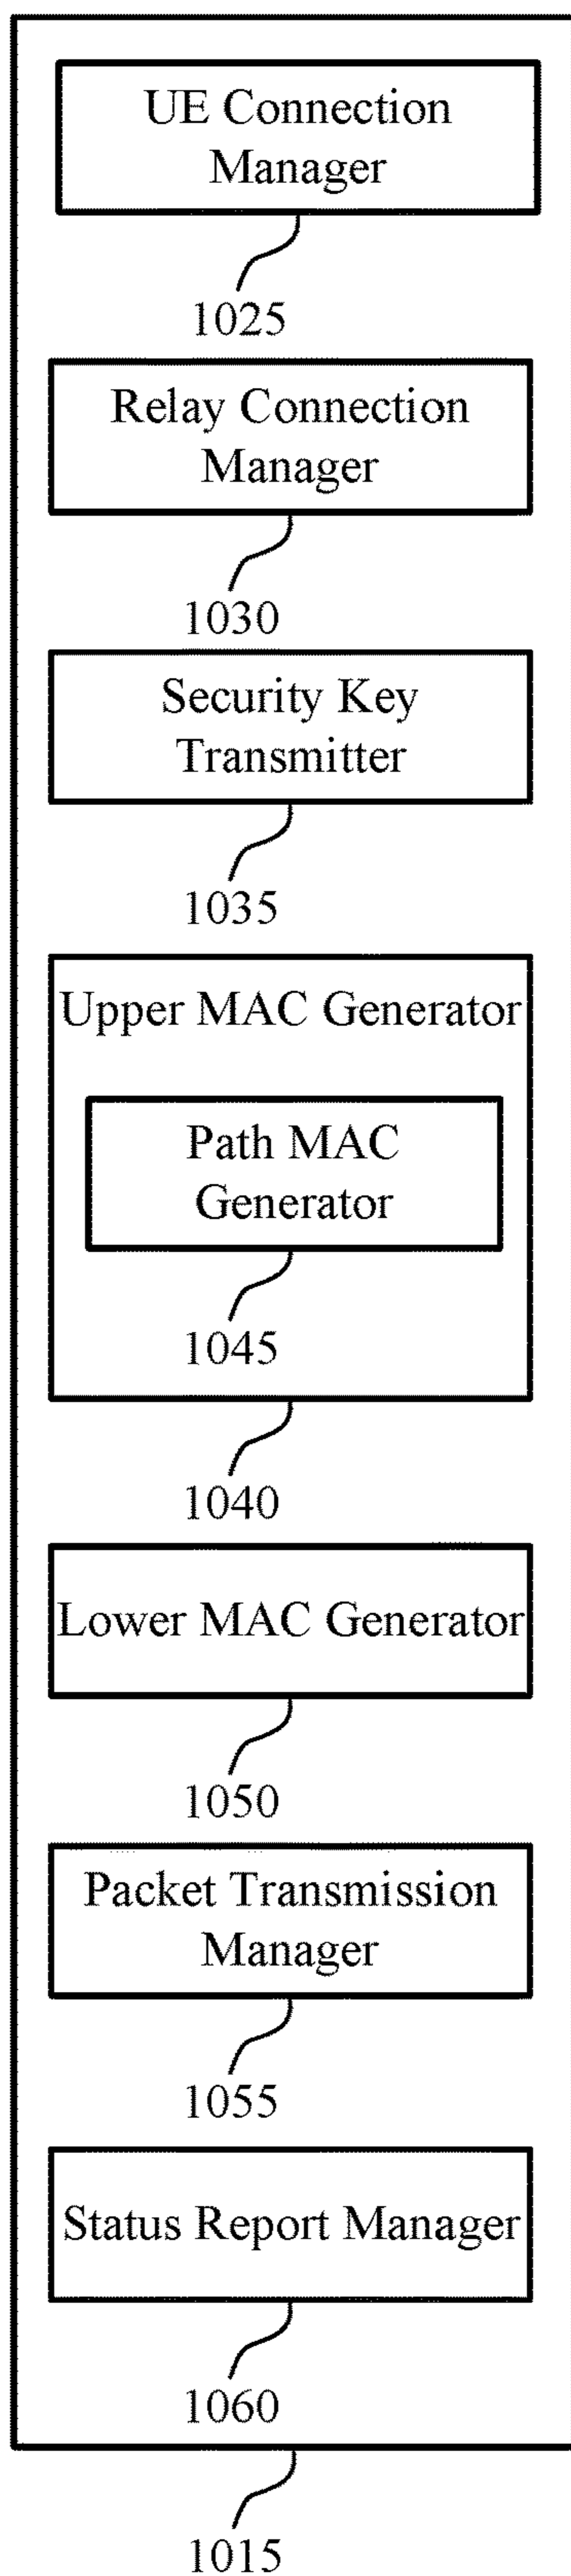 UE Connection
Manager
1025
Relay Connection
Manager
1030
Security Key
Transmitter
1035
Upper MAC Generator
Path MAC
Generator
1045
1040
Lower MAC Generator
1050
Packet Transmission
Manager
1055
Status Report Manager
1060
1015